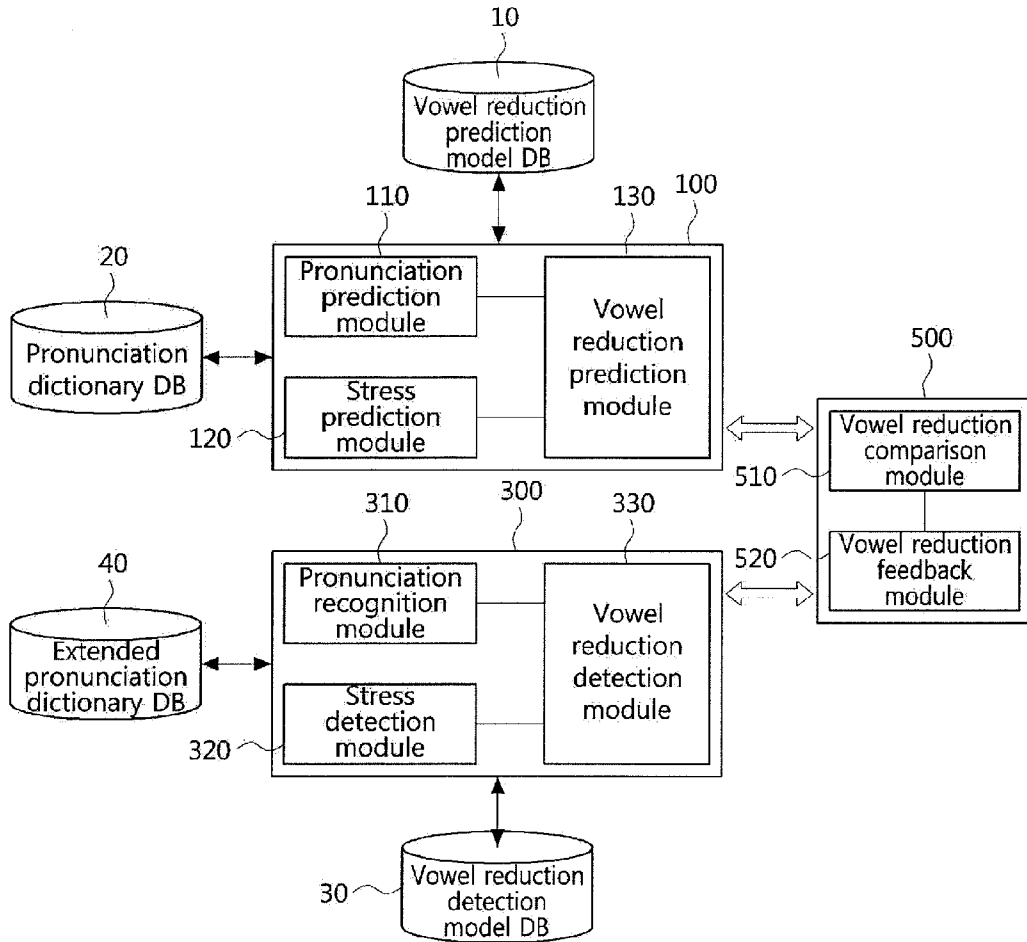 10
Vowel reduction
prediction
model DB
110
130
100
20
Pronunciation
dictionary DB
Pronunciation
prediction
module
Stress
prediction
module
120
Vowel
reduction
prediction
module
500
Vowel reduction
comparison
module
510
Vowel reduction
feedback module
520
310
300
330
40
Extended
pronunciation
dictionary DB
Pronunciation
recognition
module
Stress
detection
module
320
Vowel
reduction
detection
module
30
Vowel reduction
detection
model DB